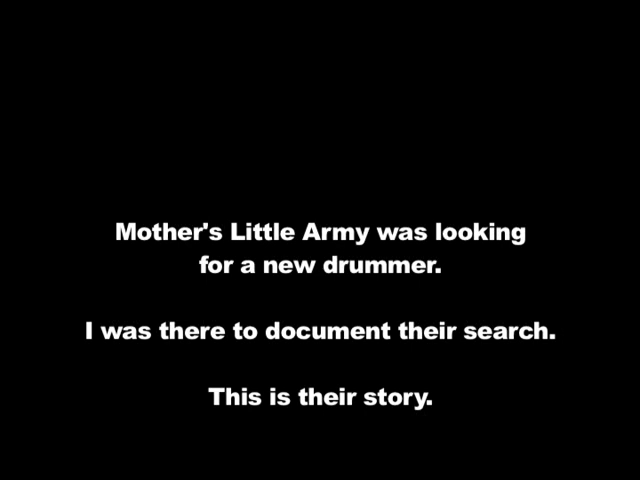 Mother's Little Army was looking
for a new drummer.
I was there to document their search.
This is their story.